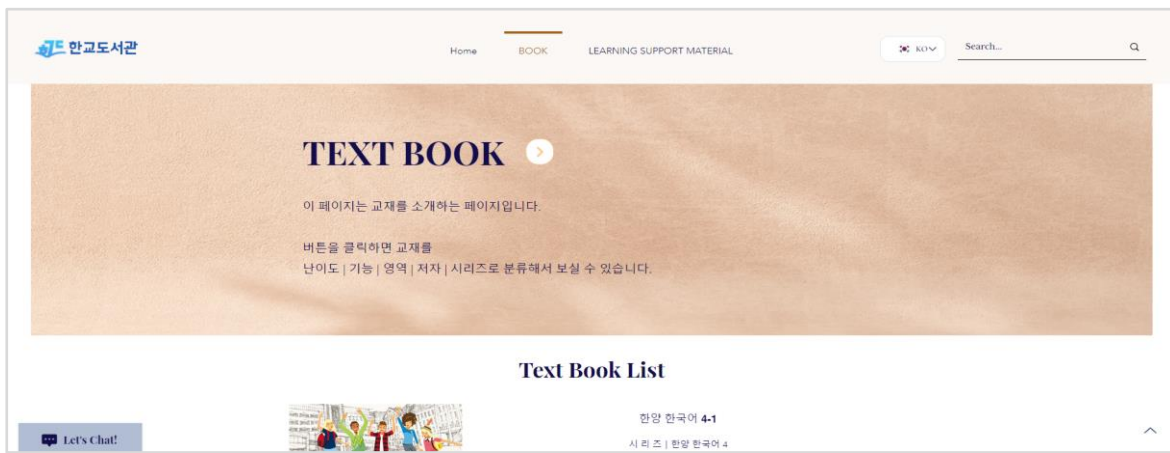 한교도서관
Home BOOK LEARNING SUPPORT MATERIAL
KO
Search...
TEXT BOOK
이 페이지는 교재를 소개하는 페이지입니다.
버튼을 클릭하면 교재를
난이도 | 기능 | 영역 | 저자 | 시리즈로 분류해서 보실 수 있습니다.
Text Book List
한양 한국어 4-1
시 리 즈 | 한양 한국어 4
Let's Chat!